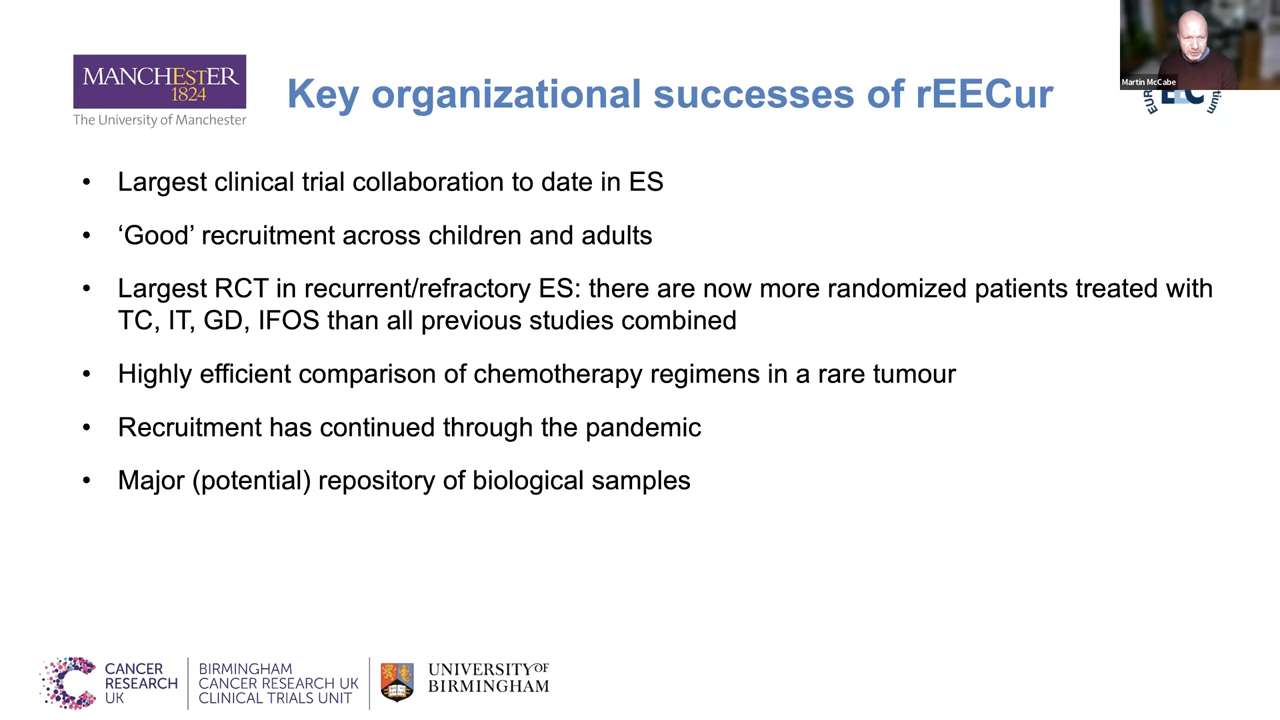 MANCHESTER
1824
The University of Manchester
Key organizational successes of rEECur
Martin McCabe
EUR
EEC
tium
• Largest clinical trial collaboration to date in ES
• ‘Good’ recruitment across children and adults
• Largest RCT in recurrent/refractory ES: there are now more randomized patients treated with
TC, IT, GD, IFOS than all previous studies combined
• Highly efficient comparison of chemotherapy regimens in a rare tumour
• Recruitment has continued through the pandemic
• Major (potential) repository of biological samples
CANCER
RESEARCH
UK
BIRMINGHAM
CANCER RESEARCH UK
CLINICAL TRIALS UNIT
UNIVERSITY OF
BIRMINGHAM